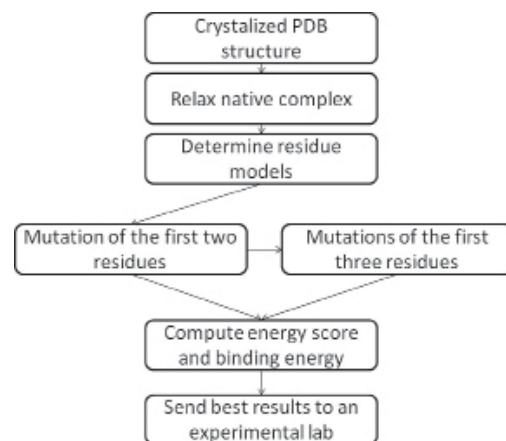 Crystalized PDB
structure
Relax native complex
Determine residue
models
Mutation of the first two
residues
Mutations of the first
three residues
Compute energy score
and binding energy
Send best results to an
experimental lab